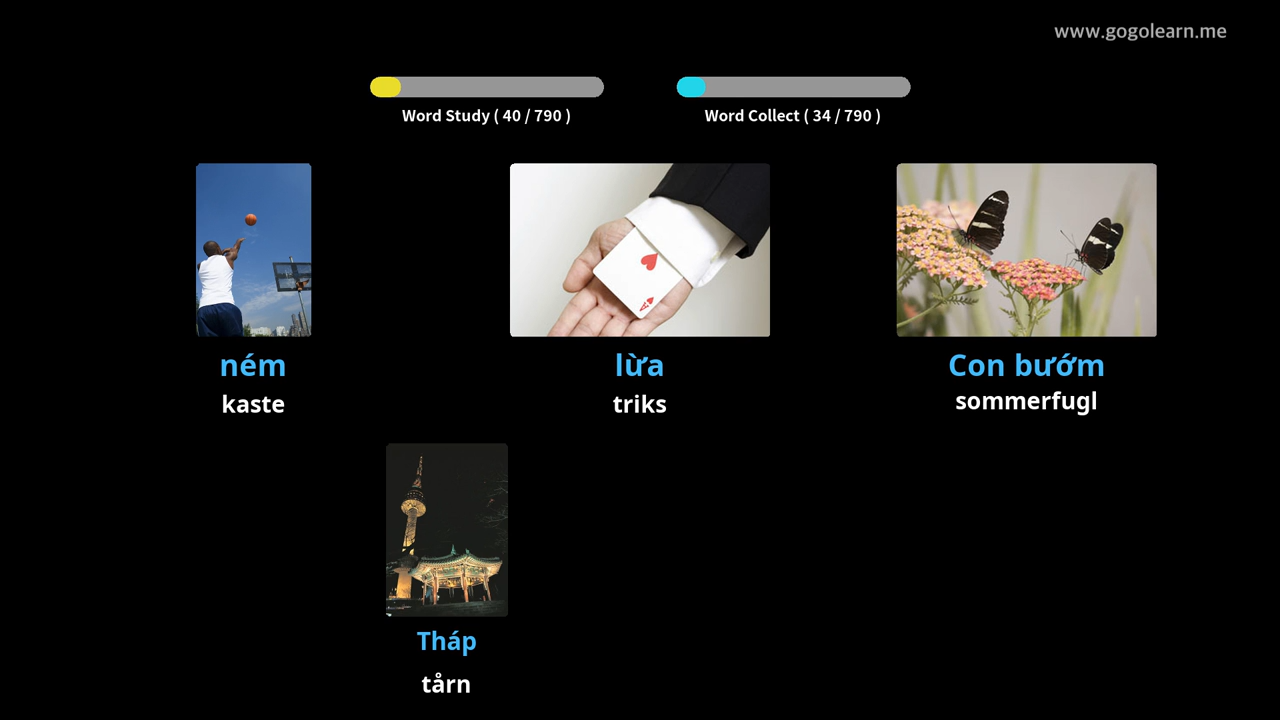 www.gogolearn.me
Word Study ( 40 / 790 )
Word Collect ( 34 / 790 )
ném
lừa
Con bướm
kaste
triks
sommerfugl
Tháp
tårn